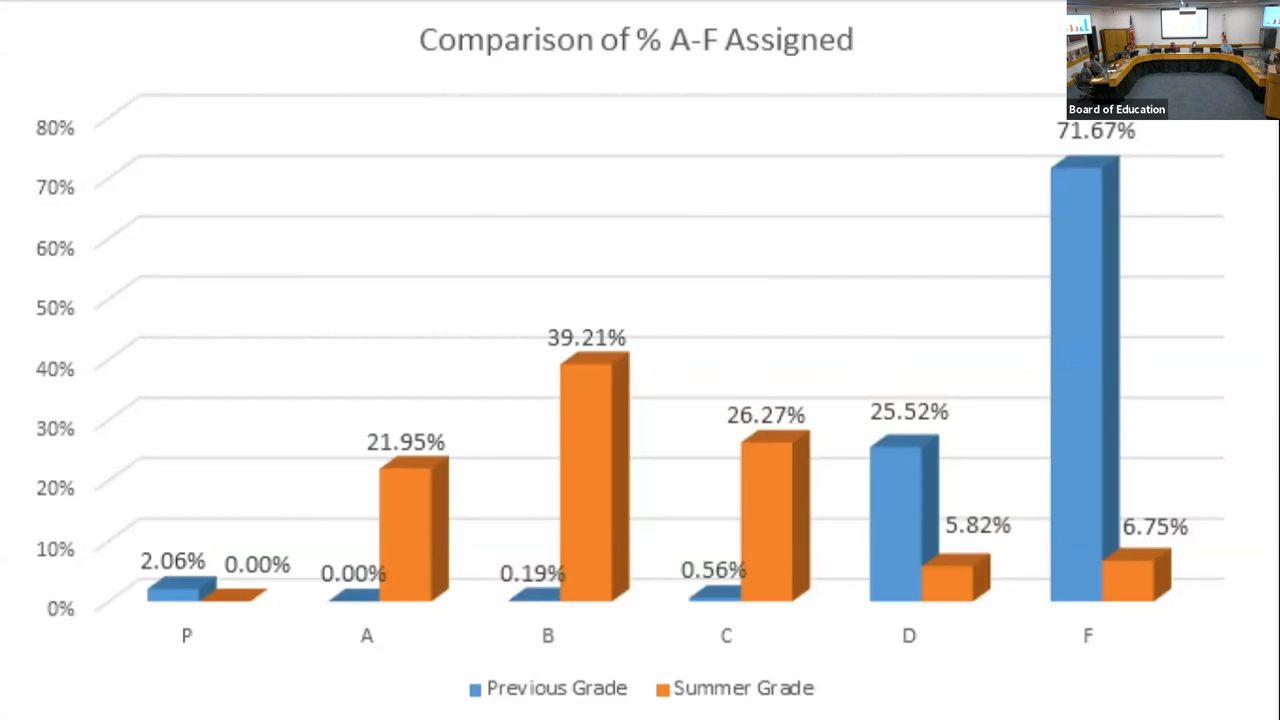 Comparison of % A-F Assigned
Board of Education
80%
70%
60%
50%
40%
30%
20%
10%
0%
2.06%
0.00%
0.00%
21.95%
0.19%
39.21%
0.56%
26.27%
25.52%
5.82%
71.67%
6.75%
P
A
B
C
D
F
Previous Grade
Summer Grade